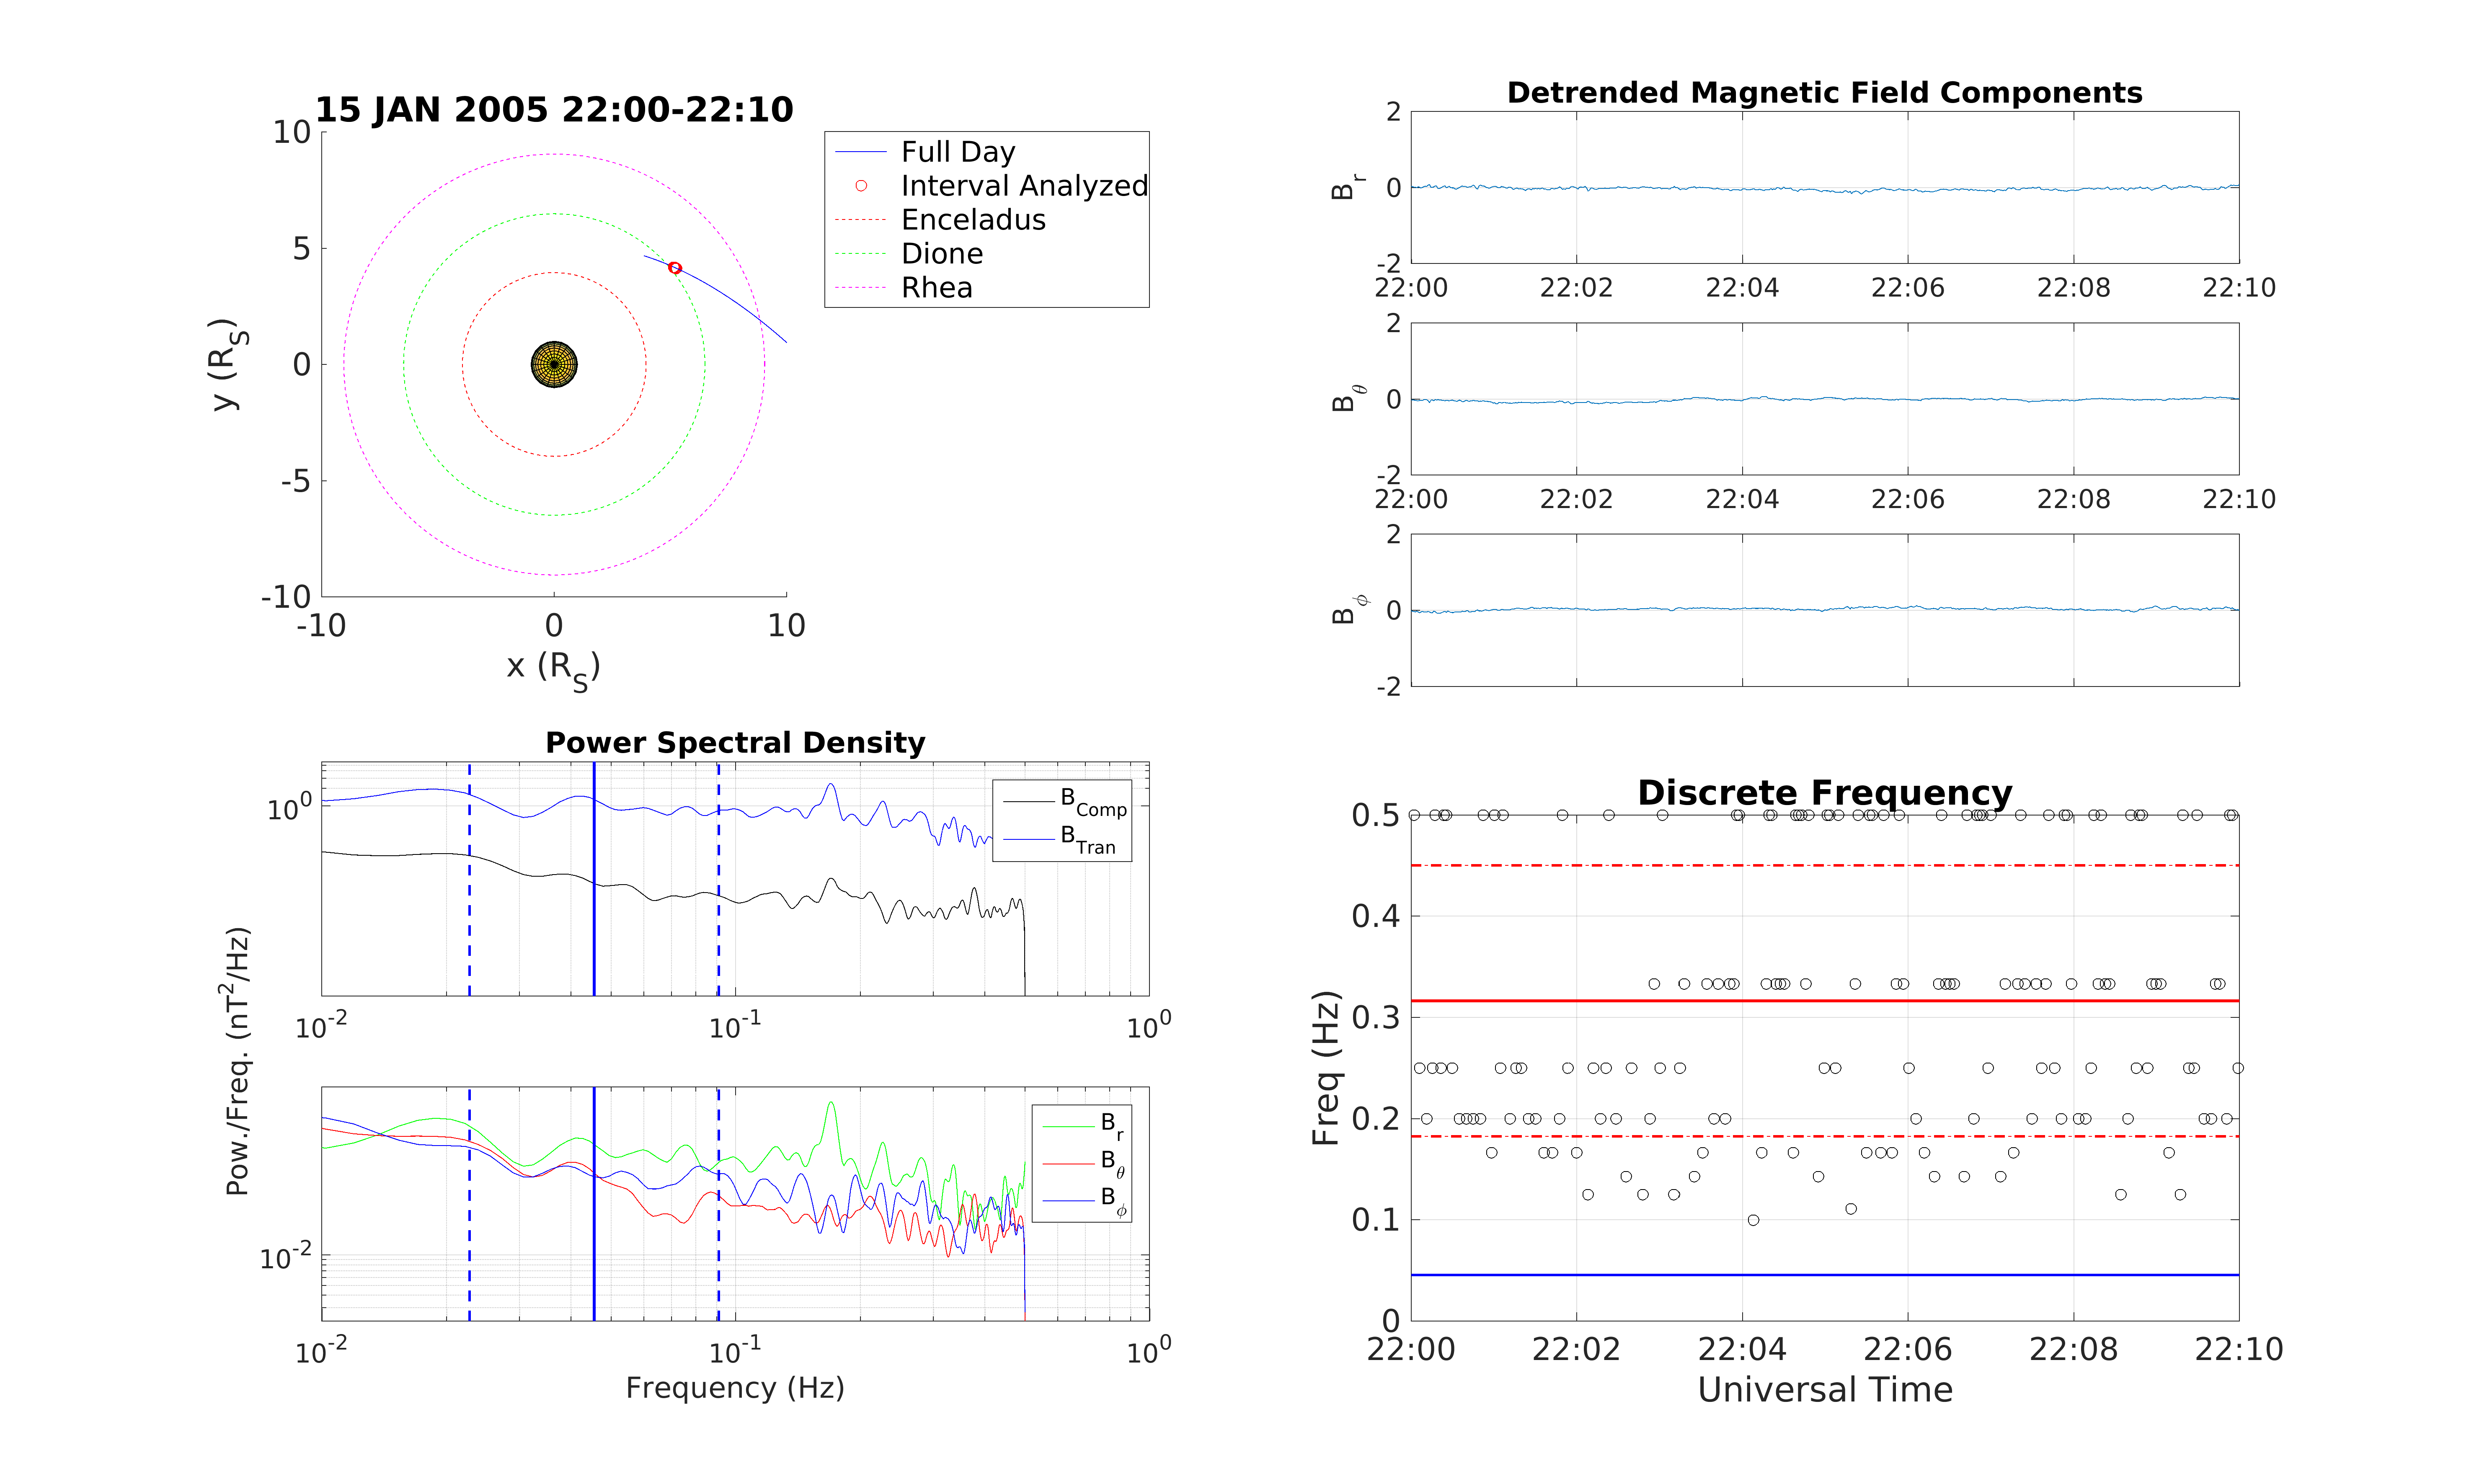 15 JAN 2005 22:00-22:10
10
5
0
-5
-10
-10 0 10
y (R_S)
x (R_S)
Full Day
Interval Analyzed
Enceladus
Dione
Rhea
Detrended Magnetic Field Components
2
0
-2
B_r
22:00 22:02 22:04 22:06 22:08 22:10
2
0
-2
B_θ
22:00 22:02 22:04 22:06 22:08 22:10
2
0
-2
B_ϕ
Power Spectral Density
10^0
B_Comp
B_Tran
10^-2 10^-1 10^0
Pow./Freq. (nT^2/Hz)
10^-2
B_r
B_θ
B_ϕ
10^-2 10^-1 10^0
Frequency (Hz)
Discrete Frequency
0.5
0.4
0.3
0.2
0.1
0
Freq (Hz)
22:00 22:02 22:04 22:06 22:08 22:10
Universal Time